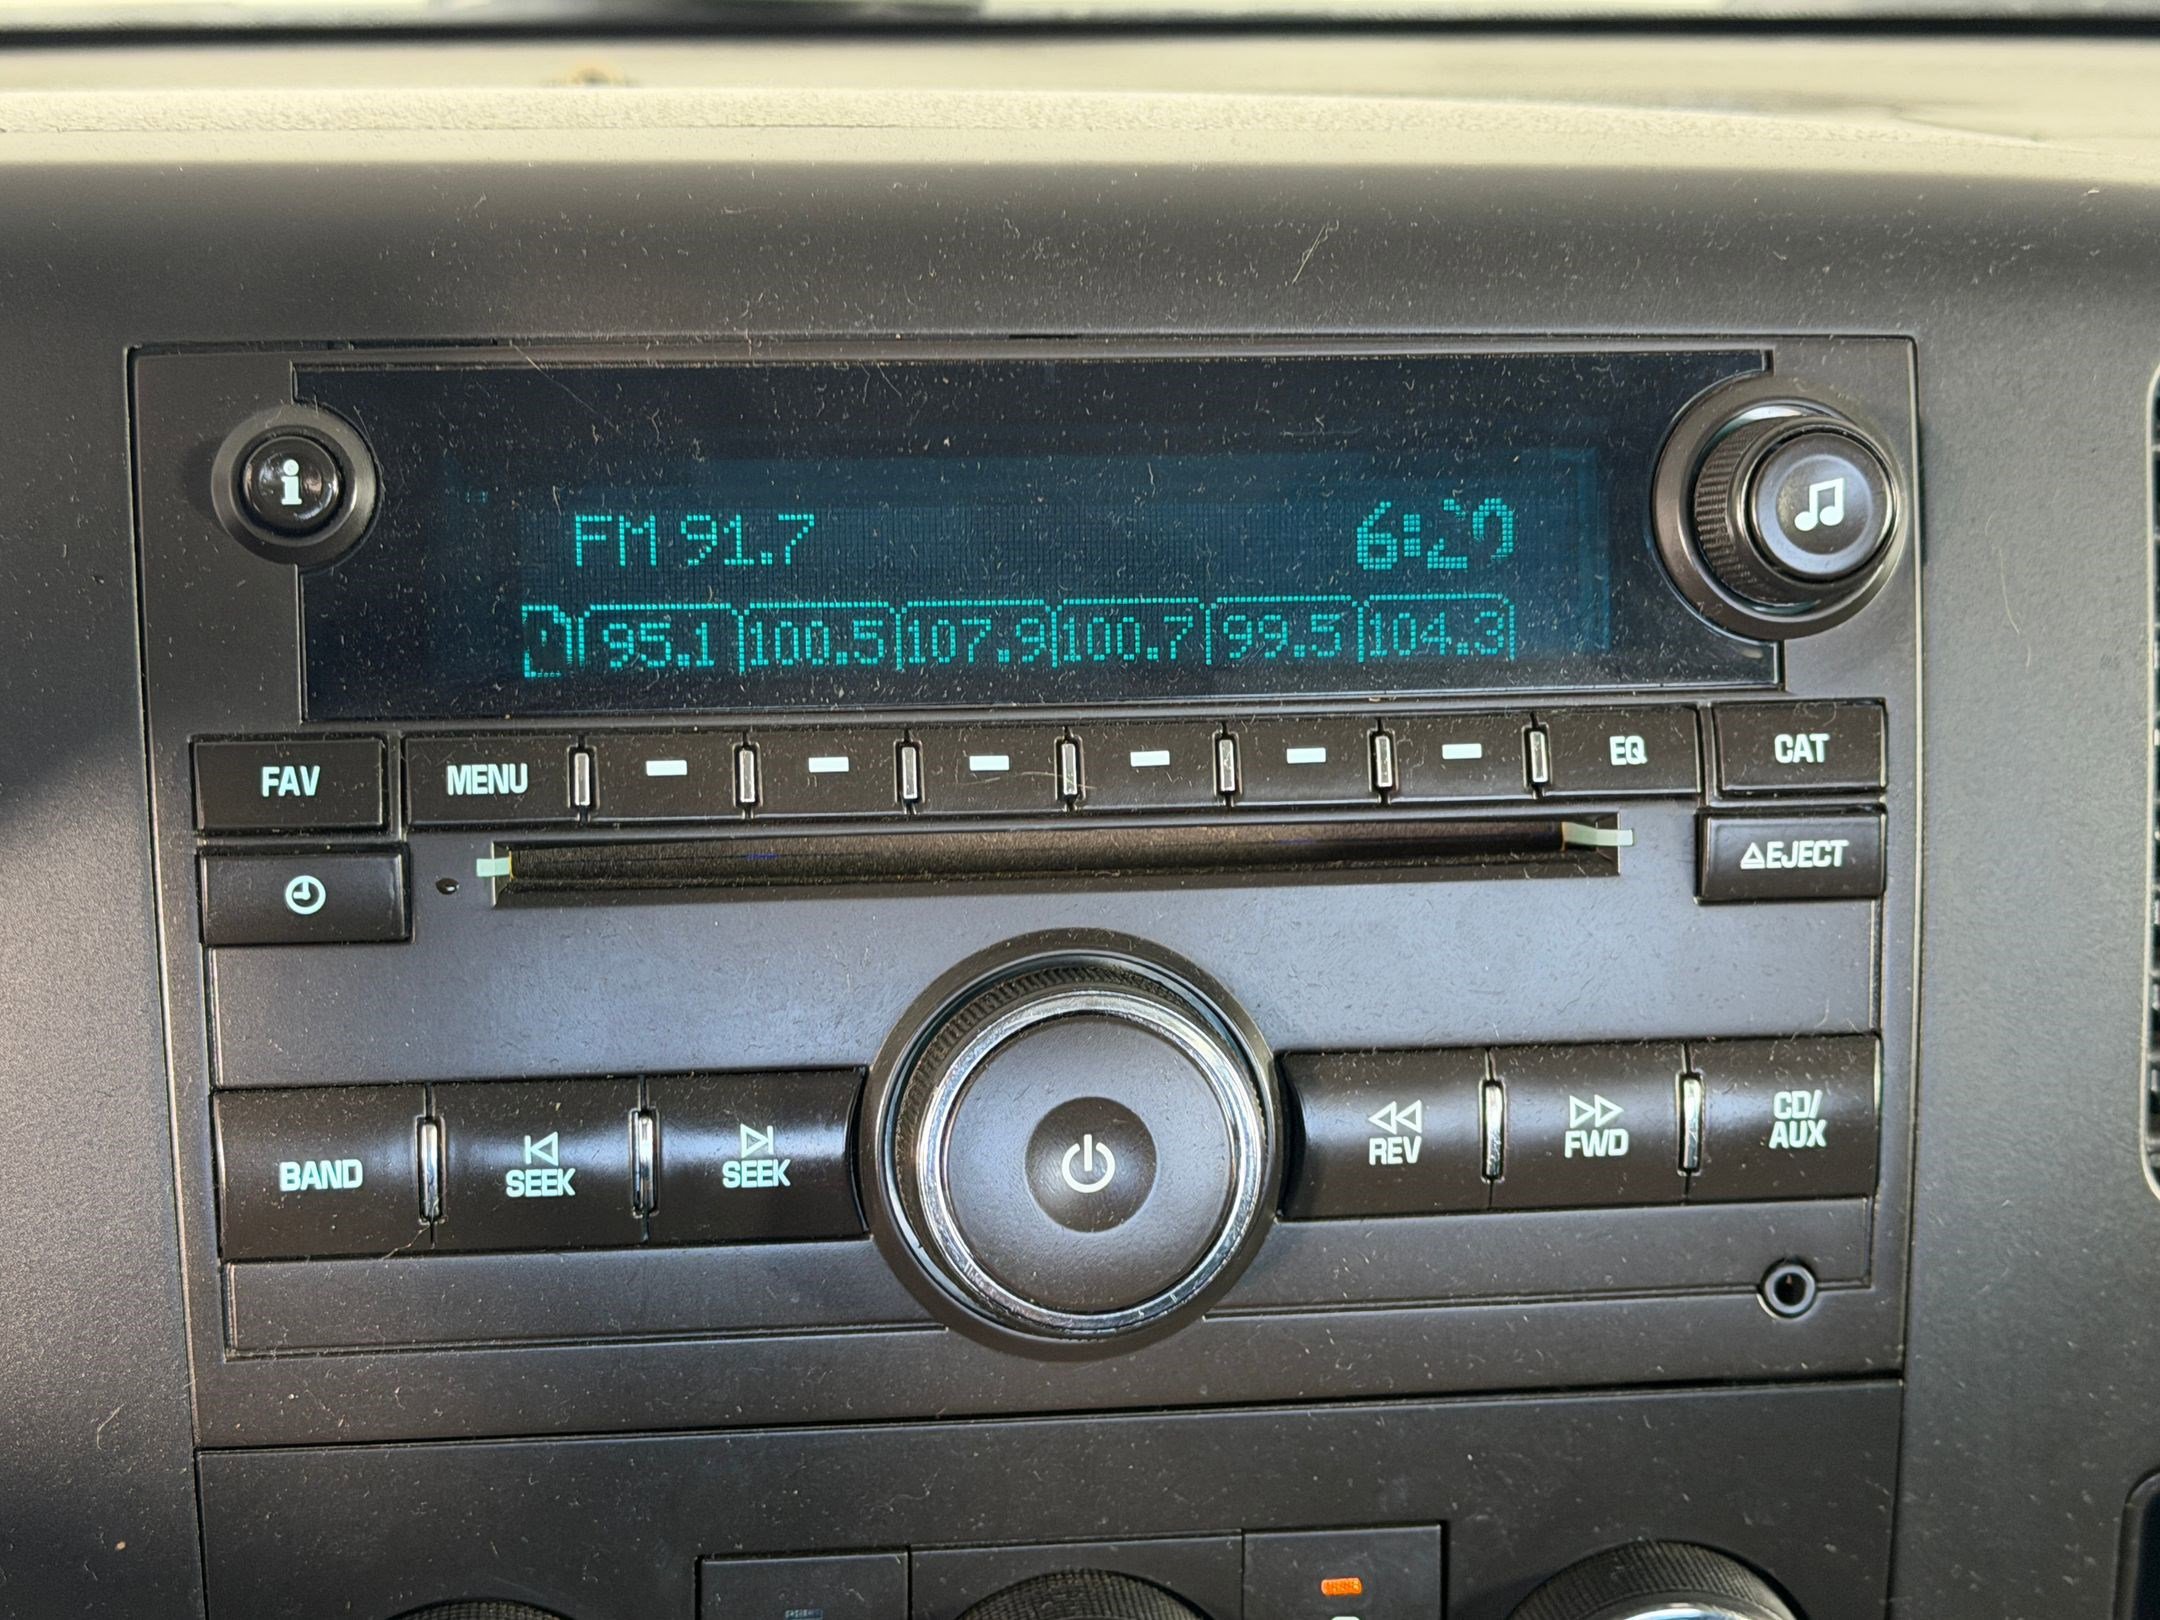 FM 91.7 6:20
95.1 100.5 107.9 100.7 99.5 104.3
FAV MENU EQ CAT
EJECT
BAND SEEK SEEK REV FWD CD/
AUX